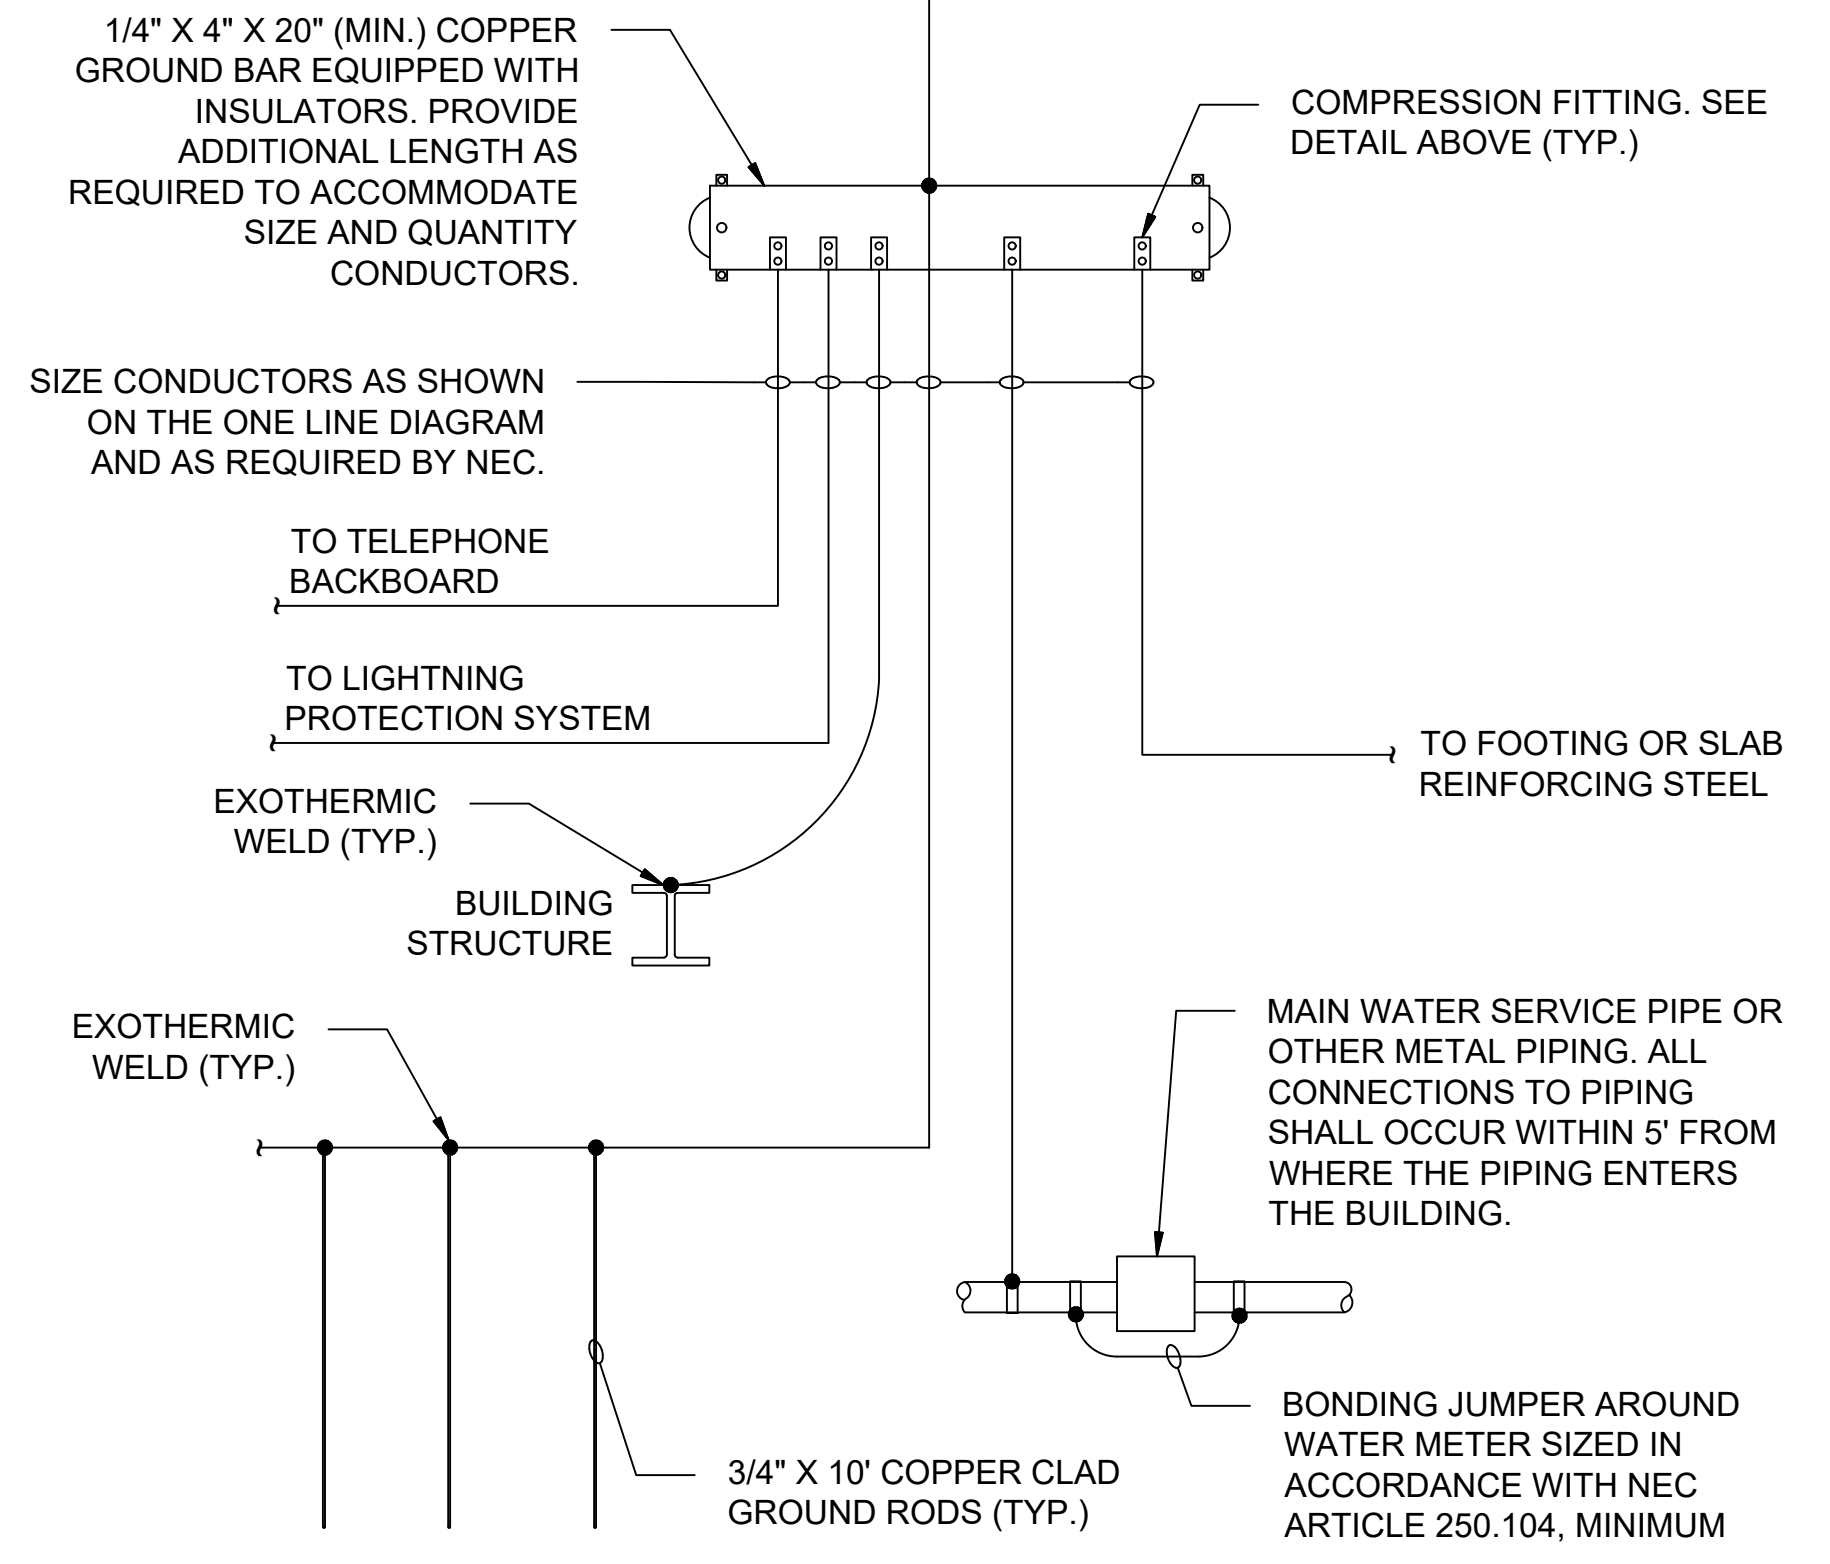 1/4" X 4" X 20" (MIN.) COPPER
GROUND BAR EQUIPPED WITH
INSULATORS. PROVIDE
ADDITIONAL LENGTH AS
REQUIRED TO ACCOMMODATE
SIZE AND QUANTITY
CONDUCTORS.
COMPRESSION FITTING. SEE
DETAIL ABOVE (TYP.)
SIZE CONDUCTORS AS SHOWN
ON THE ONE LINE DIAGRAM
AND AS REQUIRED BY NEC.
TO TELEPHONE
BACKBOARD
TO LIGHTNING
PROTECTION SYSTEM
TO FOOTING OR SLAB
REINFORCING STEEL
EXOTHERMIC
WELD (TYP.)
BUILDING
STRUCTURE
EXOTHERMIC
WELD (TYP.)
MAIN WATER SERVICE PIPE OR
OTHER METAL PIPING. ALL
CONNECTIONS TO PIPING
SHALL OCCUR WITHIN 5' FROM
WHERE THE PIPING ENTERS
THE BUILDING.
3/4" X 10' COPPER CLAD
GROUND RODS (TYP.)
BONDING JUMPER AROUND
WATER METER SIZED IN
ACCORDANCE WITH NEC
ARTICLE 250.104, MINIMUM